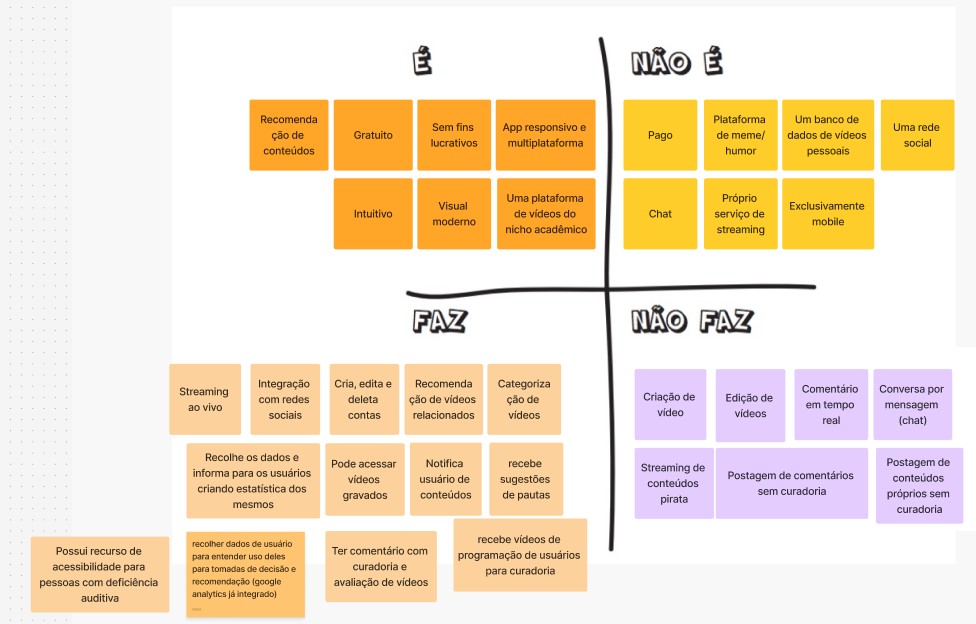 É
Recomenda
ção de
conteúdos
Gratuito
Sem fins
lucrativos
App responsivo e
multiplataforma
Intuitivo
Visual
moderno
Uma plataforma
de vídeos do
nicho acadêmico
NÃO É
Pago
Plataforma
de meme/
humor
Um banco de
dados de vídeos
pessoais
Uma rede
social
Chat
Próprio
serviço de
streaming
Exclusivamente
mobile
FAZ
Streaming
ao vivo
Integração
com redes
sociais
Cria, edita e
deleta
contas
Recomenda
ção de vídeos
relacionados
Categoriza
ção de
vídeos
Recolhe os dados e
informa para os usuários
criando estatística dos
mesmos
Pode acessar
vídeos
gravados
Notifica
usuário de
conteúdos
recebe
sugestões
de pautas
Possui recurso de
acessibilidade para
pessoas com deficiência
auditiva
recolher dados de usuário
para entender uso deles
para tomadas de decisão e
recomendação (google
analytics já integrado)
Ter comentário com
curadoria e
avaliação de vídeos
recebe vídeos de
programação de usuários
para curadoria
NÃO FAZ
Criação de
vídeo
Edição de
vídeos
Comentário
em tempo
real
Conversa por
mensagem
(chat)
Streaming de
conteúdos
pirata
Postagem de comentários
sem curadoria
Postagem de
conteúdos
próprios sem
curadoria